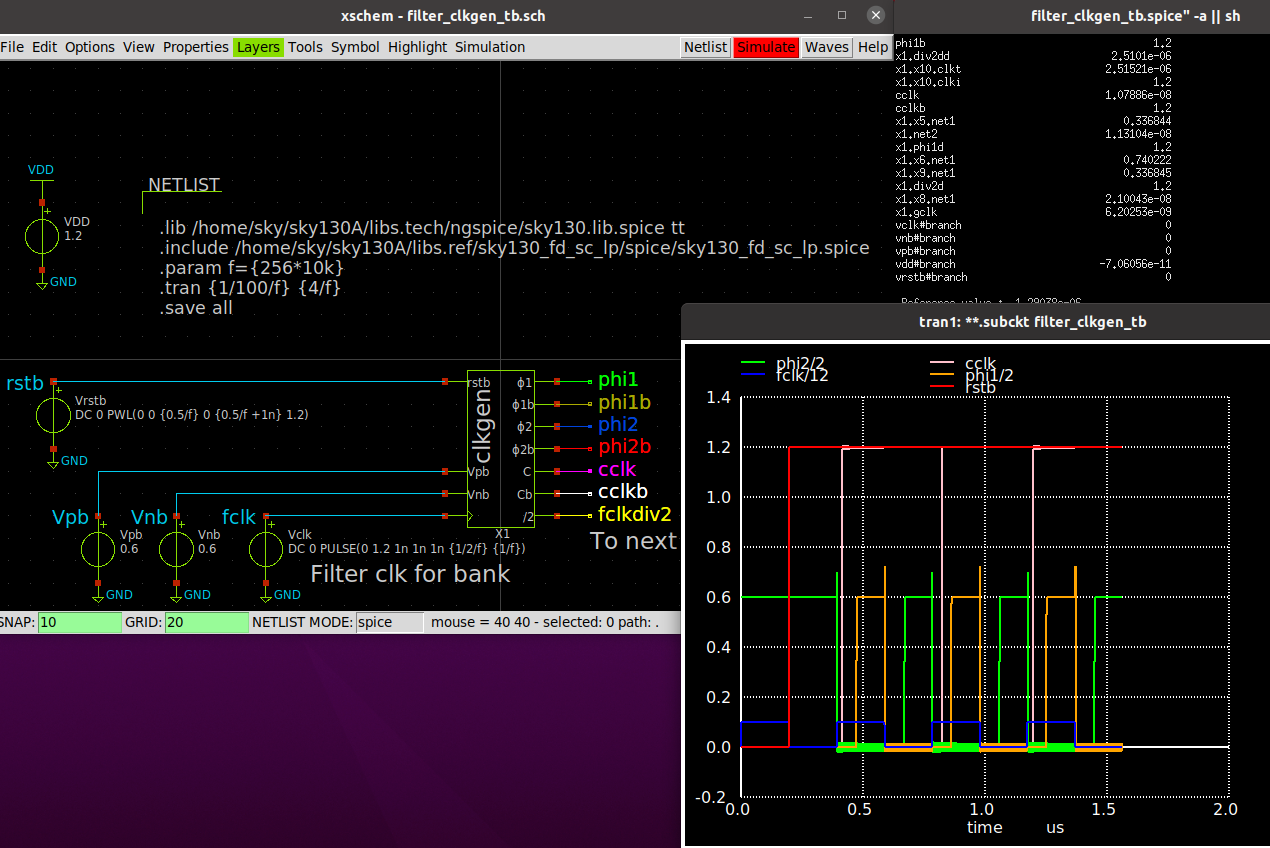 xschem - filter_clkgen_tb.sch
File Edit Options View Properties Layers Tools Symbol Highlight Simulation Netlist Simulate Waves Help
VDD
VDD
1.2
GND
NETLIST
.lib /home/sky/sky130A/libs.tech/ngspice/sky130.lib.spice tt
.include /home/sky/sky130A/libs.ref/sky130_fd_sc_lp/spice/sky130_fd_sc_lp.spice
.param f={256*10k}
.tran {1/100/f} {4/f}
.save all
rstb
Vrstb
DC 0 PWL(0 0 {0.5/f} 0 {0.5/f +1n} 1.2)
GND
Vpb
Vpb
0.6
GND
Vnb
Vnb
0.6
GND
fclk
Vclk
DC 0 PULSE(0 1.2 1n 1n 1n {1/2/f} {1/f})
GND
Filter clk for bank
clkgen
rstb
Vpb
Vnb
ϕ1
ϕ1b
ϕ2
ϕ2b
C
Cb
/2
X1
phi1
phi1b
phi2
phi2b
cclk
cclkb
fclkdiv2
To next
SNAP: 10 GRID: 20 NETLIST MODE: spice mouse = 40 40 - selected: 0 path: .
filter_clkgen_tb.spice" -a || sh
phi1b 1.2
x1.div2dd 2.5101e-06
x1.x10.clkt 2.51521e-06
x1.x10.clki 1.2
cclk 1.07886e-08
cclkb 1.2
x1.x5.net1 0.336844
x1.net2 1.13104e-08
x1.phi1d 1.2
x1.x6.net1 0.740222
x1.x9.net1 0.336845
x1.div2d 1.2
x1.x8.net1 2.10043e-08
x1.gclk 6.20253e-09
vclk#branch 0
vnb#branch 0
vpb#branch 0
vdd#branch -7.06056e-11
vrstb#branch 0
Reference value : 1.29038e-06
tran1: **.subckt filter_clkgen_tb
phi2/2
fclk/12
cclk
phi1/2
rstb
1.4
1.2
1.0
0.8
0.6
0.4
0.2
0.0
-0.2
0.0 0.5 1.0 1.5 2.0
time us